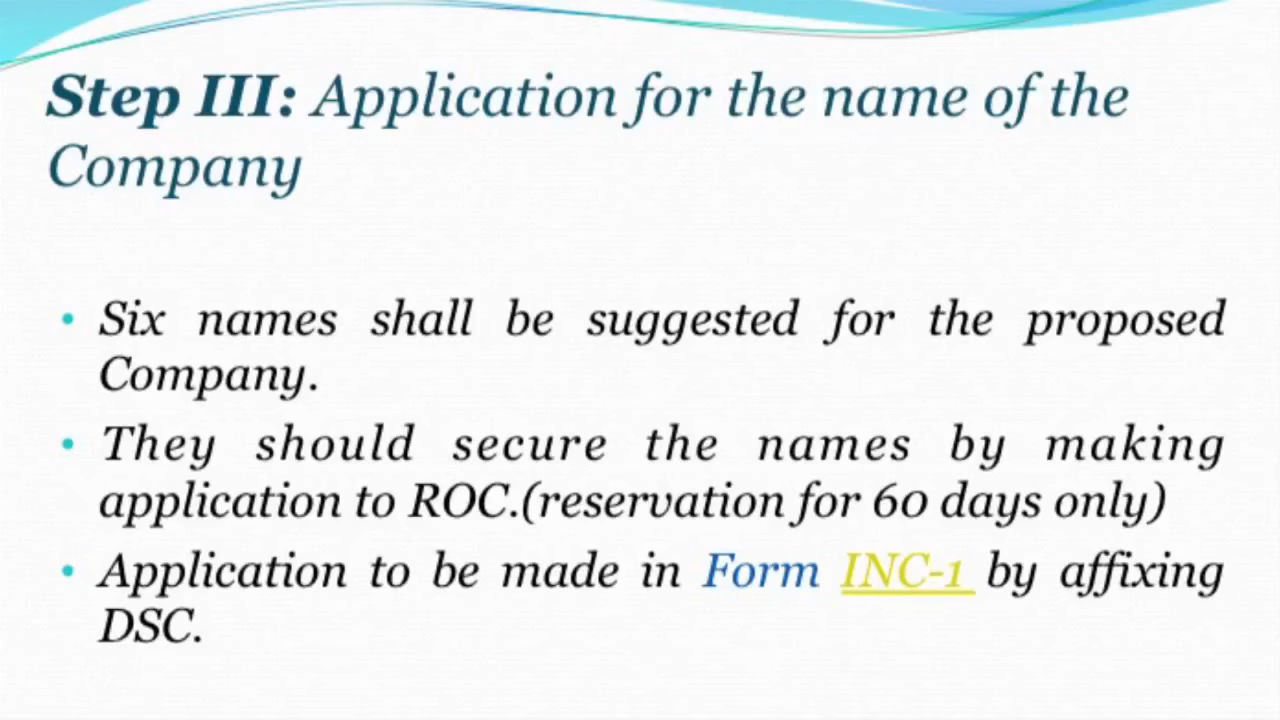 Step III: Application for the name of the
Company
• Six names shall be suggested for the proposed
Company.
• They should secure the names by making
application to ROC.(reservation for 60 days only)
• Application to be made in Form INC-1 by affixing
DSC.